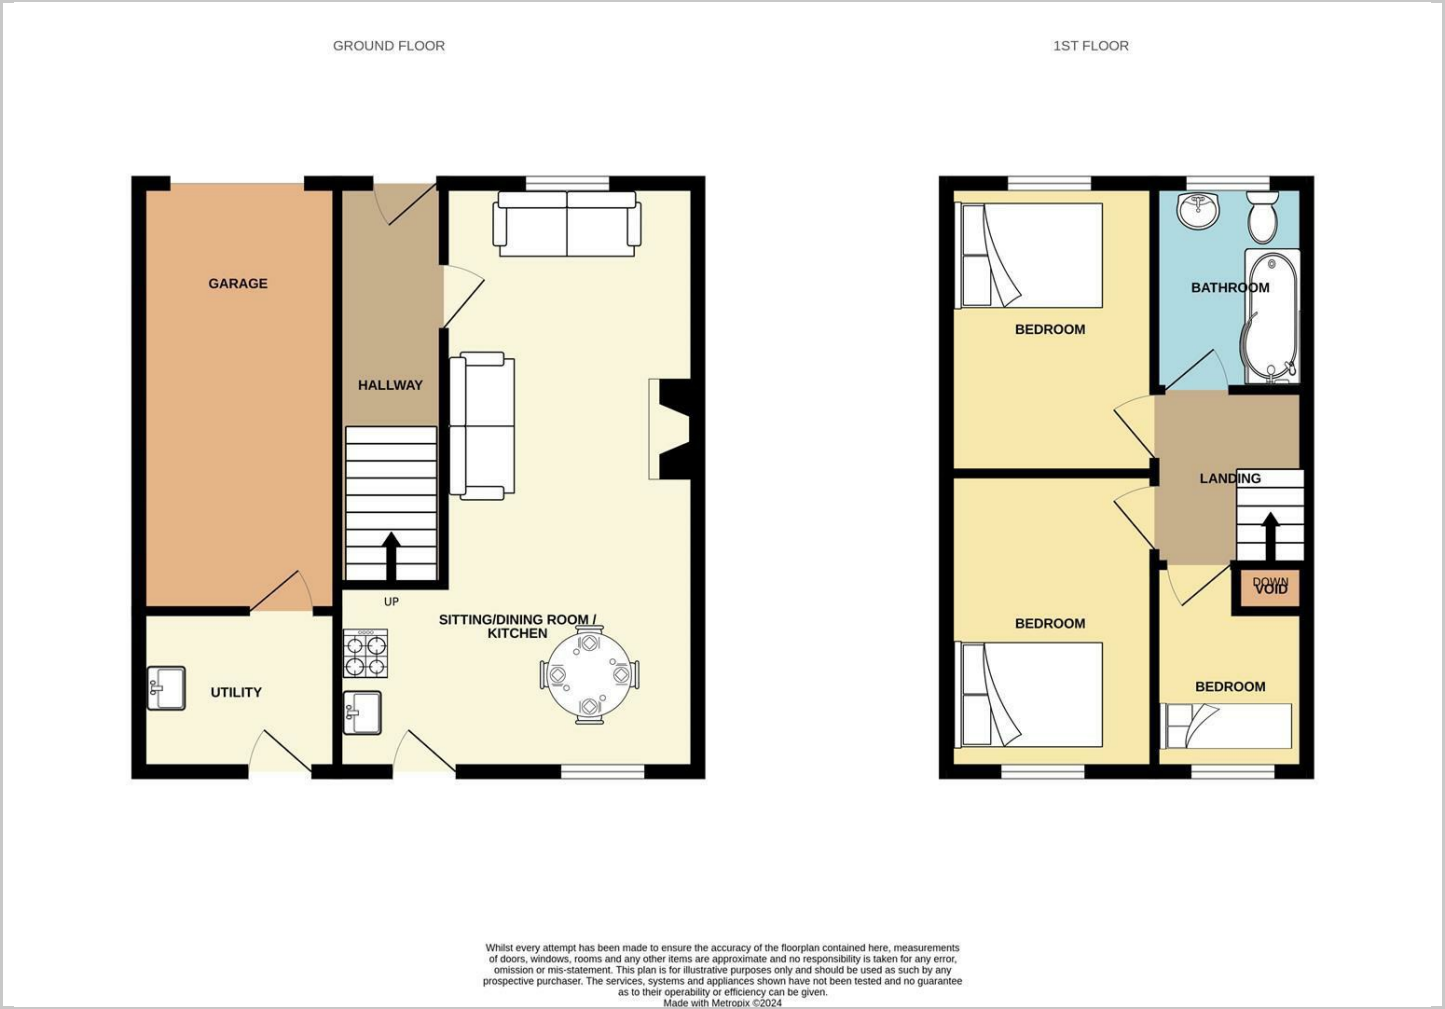 GROUND FLOOR
1ST FLOOR
GARAGE
HALLWAY
UP
SITTING/DINING ROOM /
KITCHEN
UTILITY
BEDROOM
BATHROOM
LANDING
DOWN
VOID
BEDROOM
BEDROOM
Whilst every attempt has been made to ensure the accuracy of the floorplan contained here, measurements
of doors, windows, rooms and any other items are approximate and no responsibility is taken for any error,
omission or mis-statement. This plan is for illustrative purposes only and should be used as such by any
prospective purchaser. The services, systems and appliances shown have not been tested and no guarantee
as to their operability or efficiency can be given.
Made with Metropix ©2024